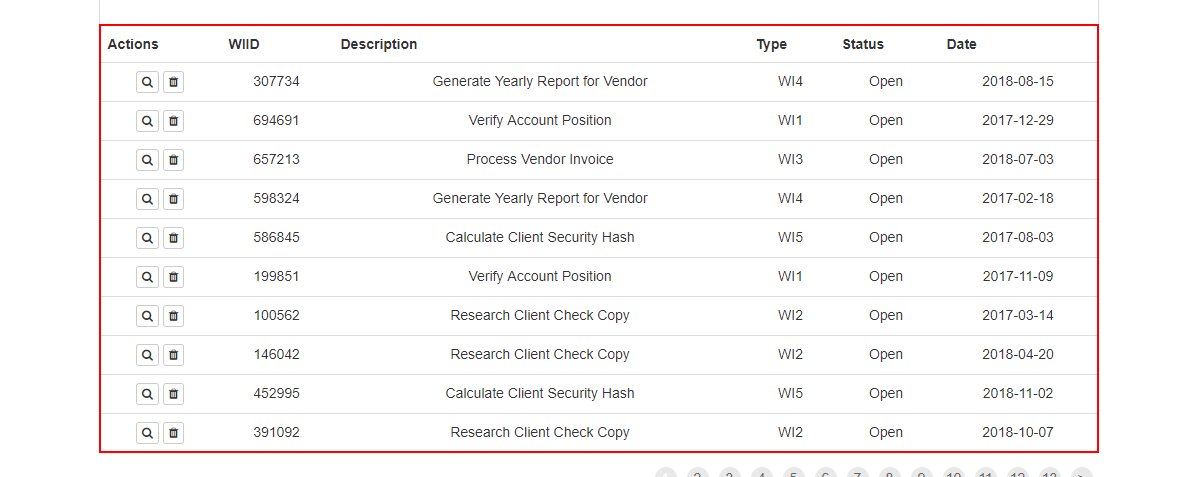 Actions WIID Description Type Status Date
307734 Generate Yearly Report for Vendor WI4 Open 2018-08-15
694691 Verify Account Position WI1 Open 2017-12-29
657213 Process Vendor Invoice WI3 Open 2018-07-03
598324 Generate Yearly Report for Vendor WI4 Open 2017-02-18
586845 Calculate Client Security Hash WI5 Open 2017-08-03
199851 Verify Account Position WI1 Open 2017-11-09
100562 Research Client Check Copy WI2 Open 2017-03-14
146042 Research Client Check Copy WI2 Open 2018-04-20
452995 Calculate Client Security Hash WI5 Open 2018-11-02
391092 Research Client Check Copy WI2 Open 2018-10-07
1 2 3 4 5 6 7 8 9 10 11 12 13 >